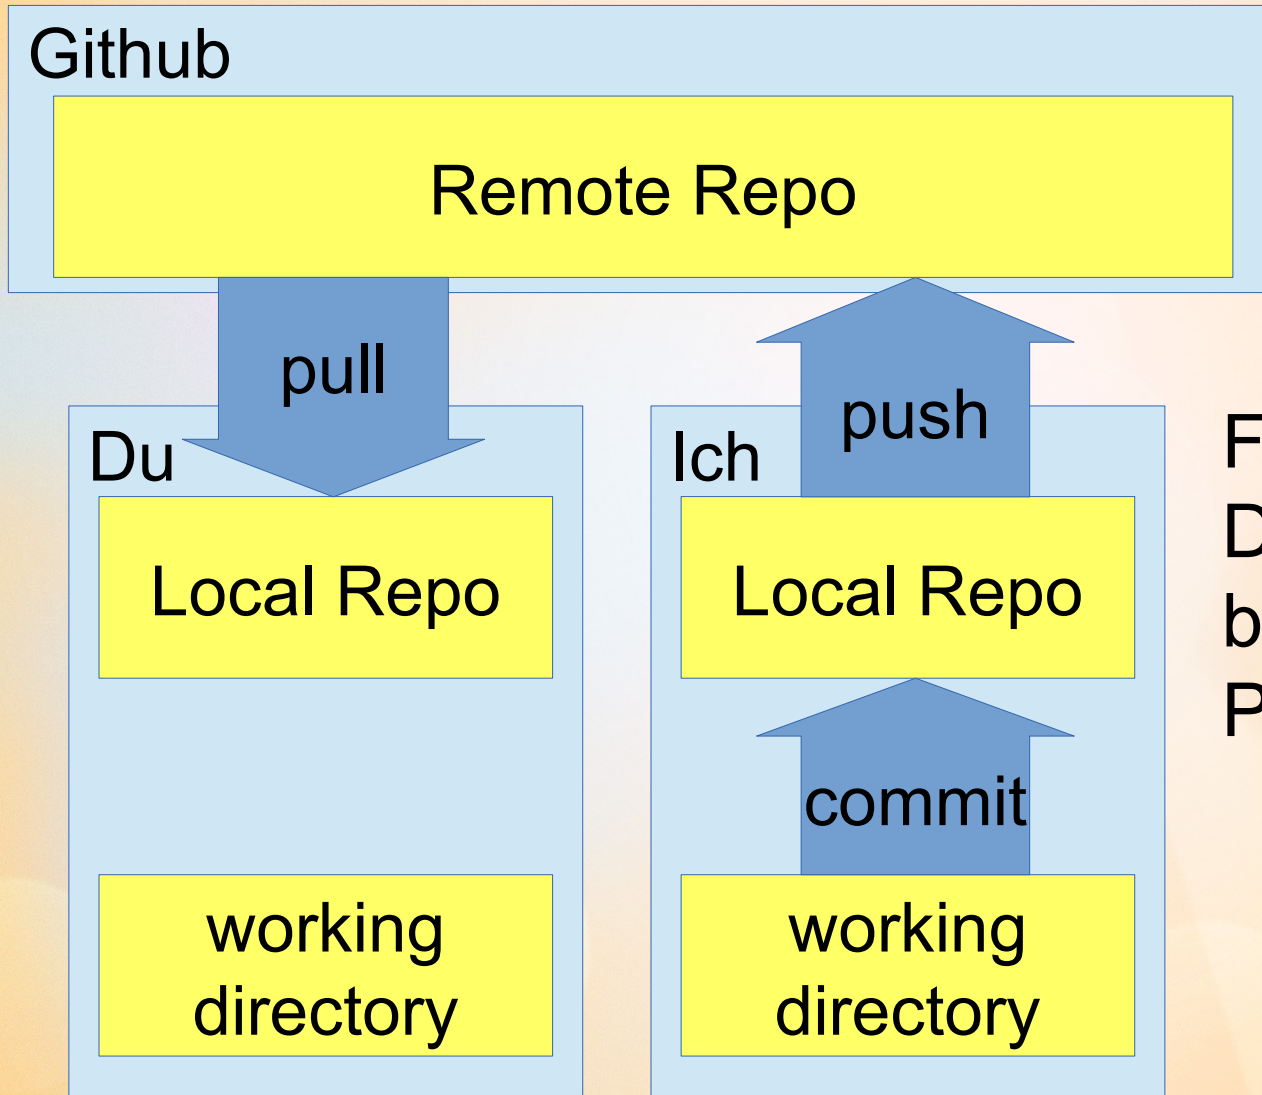 Github
Remote Repo
pull
push
Du
Ich
Local Repo
Local Repo
commit
working
directory
working
directory